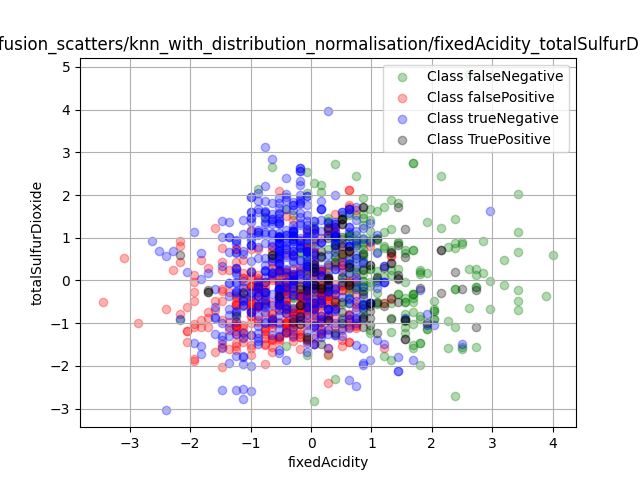 fusion_scatters/knn_with_distribution_normalisation/fixedAcidity_totalSulfurD
Class falseNegative
Class falsePositive
Class trueNegative
Class TruePositive
5
4
3
2
1
0
−1
−2
−3
totalSulfurDioxide
−3 −2 −1 0 1 2 3 4
fixedAcidity